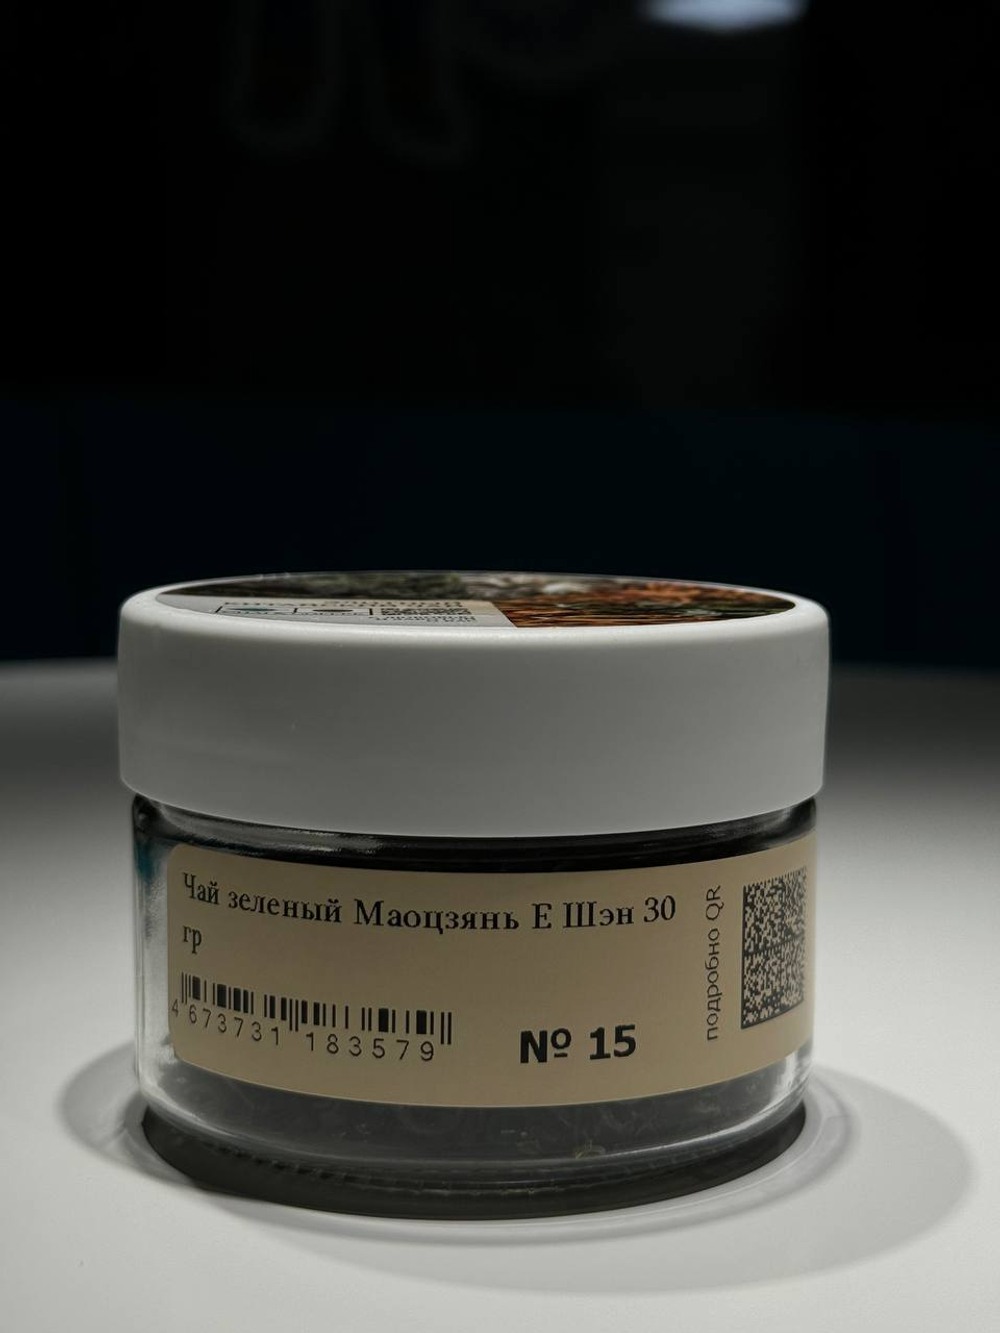 Чай зеленый Маоцзянь Е Шэн 30
гр
4 673731 183579
№ 15
подробно QR